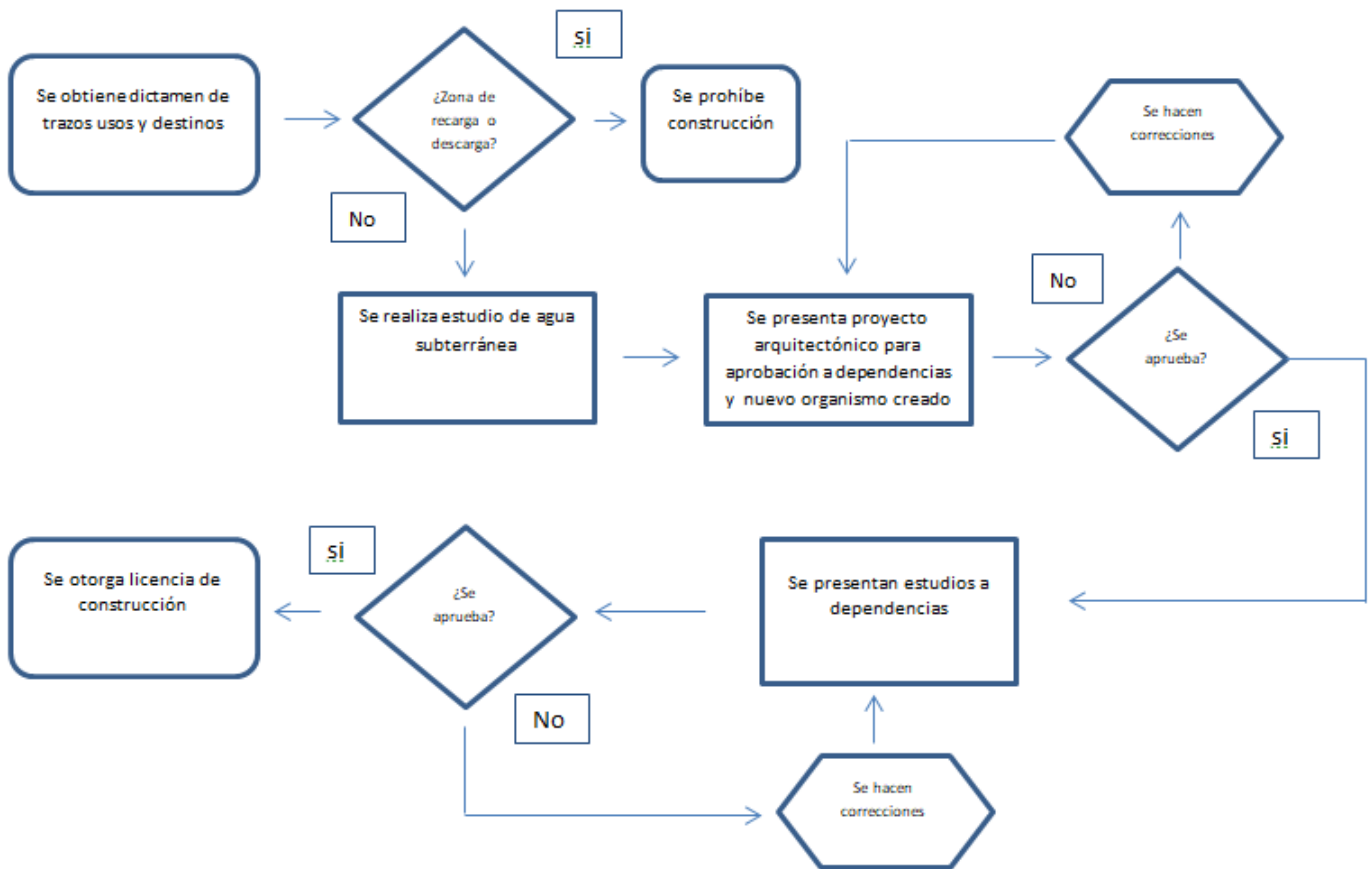 si
Se obtiene dictamen de
trazos usos y destinos
¿Zona de
recarga o
descarga?
Se prohíbe
construcción
Se hacen
correcciones
No
Se realiza estudio de agua
subterránea
Se presenta proyecto
arquitectónico para
aprobación a dependencias
y nuevo organismo creado
No
¿Se
aprueba?
si
Se otorga licencia de
construcción
si
¿Se
aprueba?
Se presentan estudios a
dependencias
No
Se hacen
correcciones